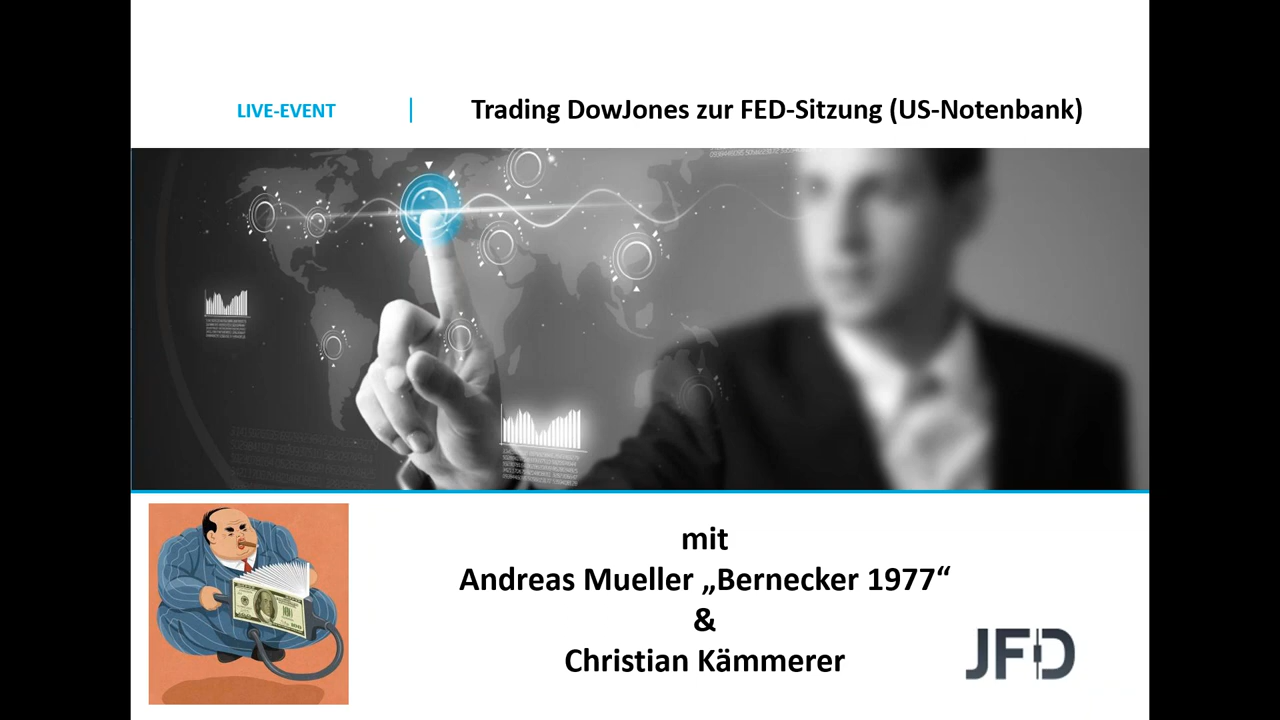 LIVE-EVENT
Trading DowJones zur FED-Sitzung (US-Notenbank)
mit
Andreas Mueller „Bernecker 1977“
&
Christian Kämmerer
JFD